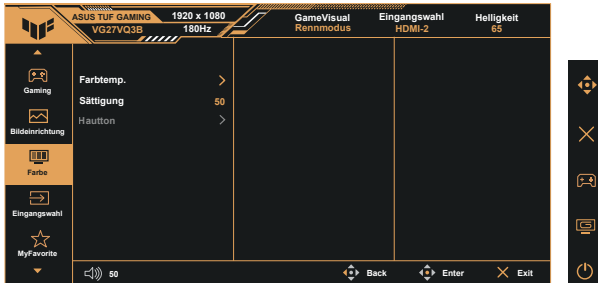 ASUS TUF GAMING 1920 x 1080 GameVisual Eingangswahl Helligkeit
VG27VQ3B 180Hz Rennmodus HDMI-2 65
Gaming
Bildeinrichtung
Farbe
Eingangswahl
MyFavorite
Farbtemp.
Sättigung 50
Hautton
50 Back Enter Exit